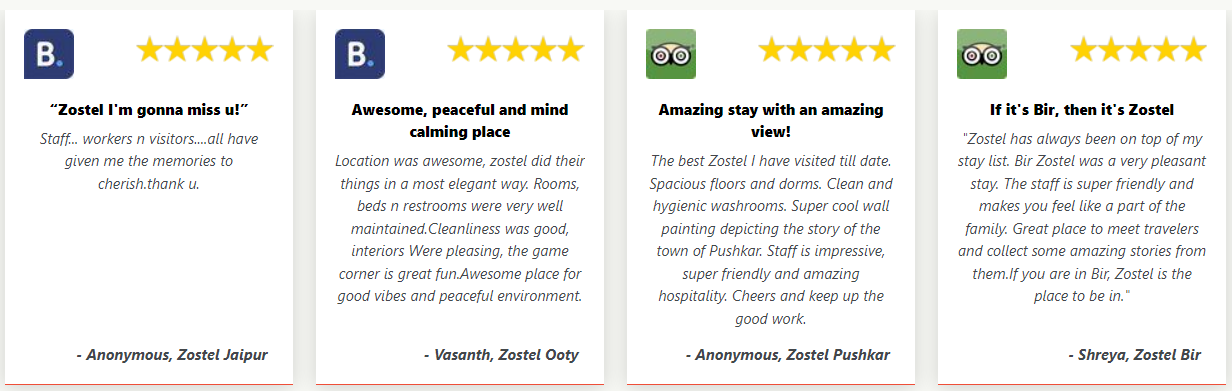 B.
“Zostel I'm gonna miss u!”
Staff... workers n visitors....all have
given me the memories to
cherish.thank u.
- Anonymous, Zostel Jaipur
B.
Awesome, peaceful and mind
calming place
Location was awesome, zostel did their
things in a most elegant way. Rooms,
beds n restrooms were very well
maintained.Cleanliness was good,
interiors Were pleasing, the game
corner is great fun.Awesome place for
good vibes and peaceful environment.
- Vasanth, Zostel Ooty
Amazing stay with an amazing
view!
The best Zostel I have visited till date.
Spacious floors and dorms. Clean and
hygienic washrooms. Super cool wall
painting depicting the story of the
town of Pushkar. Staff is impressive,
super friendly and amazing
hospitality. Cheers and keep up the
good work.
- Anonymous, Zostel Pushkar
If it's Bir, then it's Zostel
"Zostel has always been on top of my
stay list. Bir Zostel was a very pleasant
stay. The staff is super friendly and
makes you feel like a part of the
family. Great place to meet travelers
and collect some amazing stories from
them.If you are in Bir, Zostel is the
place to be in."
- Shreya, Zostel Bir